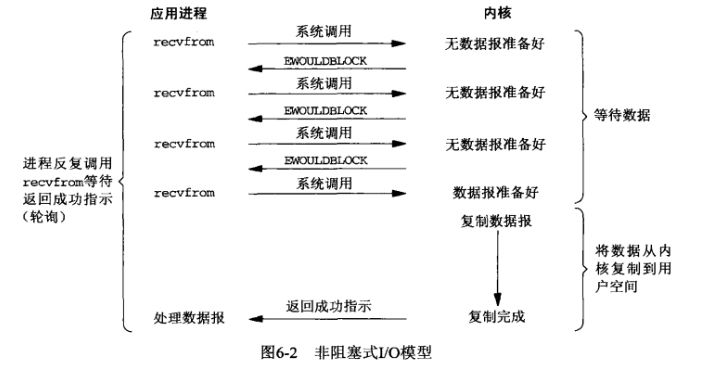 应用进程
内核
recvfrom
系统调用
无数据报准备好
EWOULDBLOCK
recvfrom
系统调用
无数据报准备好
EWOULDBLOCK
recvfrom
系统调用
无数据报准备好
EWOULDBLOCK
recvfrom
系统调用
数据报准备好
等待数据
进程反复调用
recvfrom等待
返回成功指示
（轮询）
复制数据报
将数据从内
核复制到用
户空间
处理数据报
返回成功指示
复制完成
图6-2 非阻塞式I/O模型